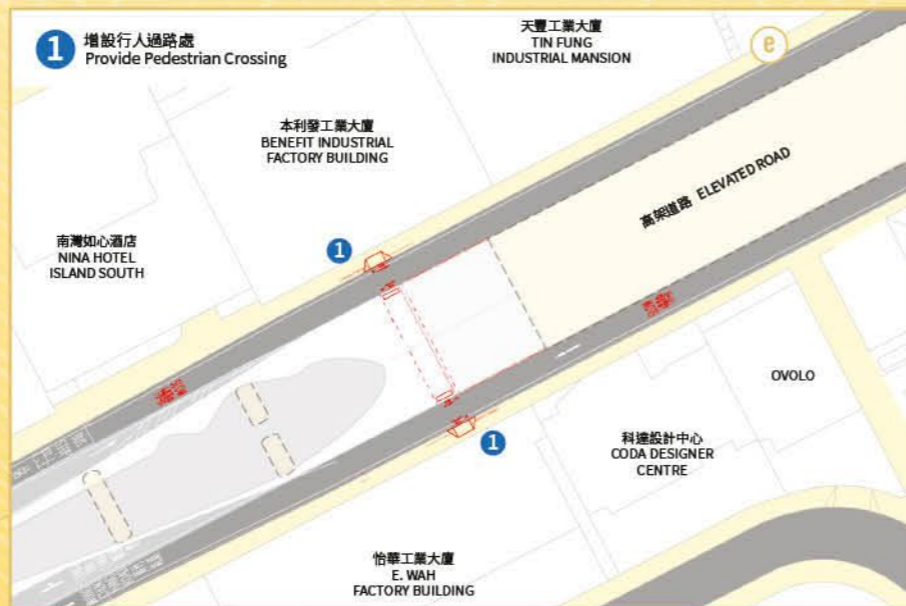 1 增設行人過路處
Provide Pedestrian Crossing
天豐工業大廈
TIN FUNG
INDUSTRIAL MANSION
e
本利發工業大廈
BENEFIT INDUSTRIAL
FACTORY BUILDING
高架道路 ELEVATED ROAD
南灣如心酒店
NINA HOTEL
ISLAND SOUTH
1
OVOLO
科達設計中心
CODA DESIGNER
CENTRE
1
怡華工業大廈
E. WAH
FACTORY BUILDING